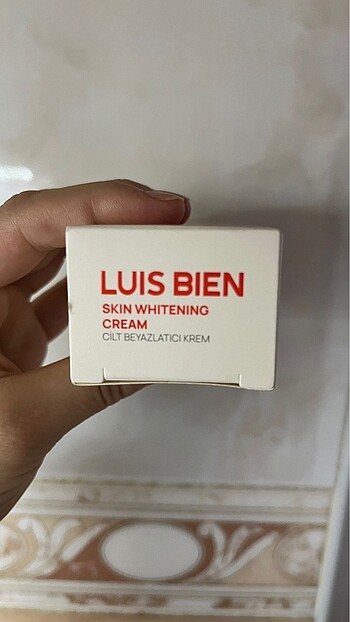 LUIS BIEN
SKIN WHITENING
CREAM
CİLT BEYAZLATICI KREM